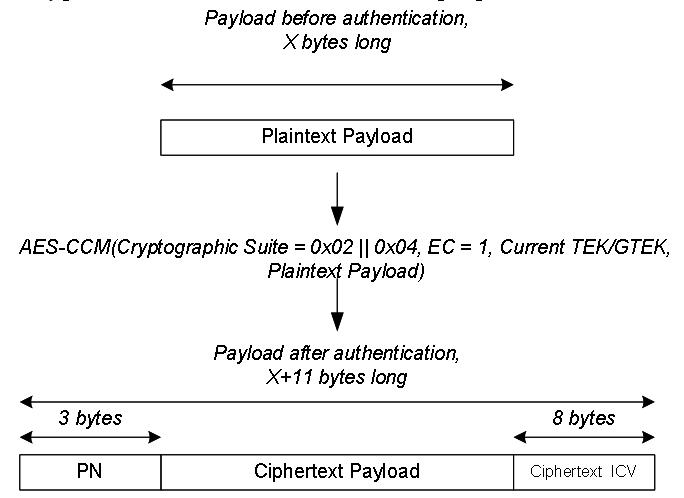 Payload before authentication,
X bytes long
Plaintext Payload
AES-CCM(Cryptographic Suite = 0x02 || 0x04, EC = 1, Current TEK/GTEK,
Plaintext Payload)
Payload after authentication,
X+11 bytes long
3 bytes 8 bytes
PN Ciphertext Payload Ciphertext ICV